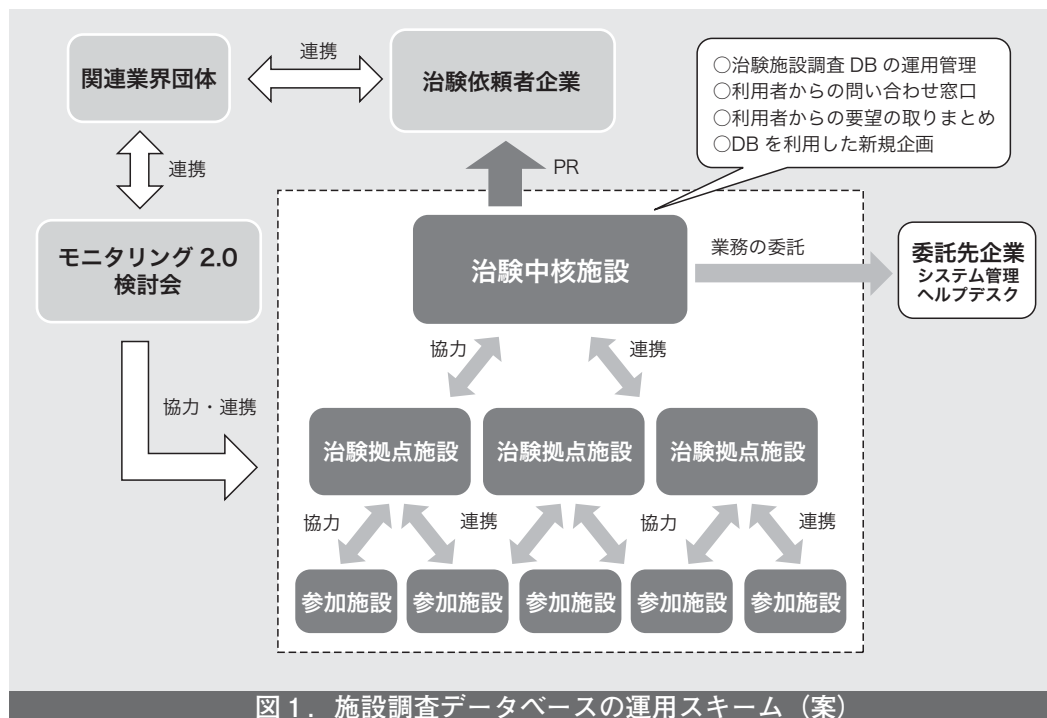 関連業界団体
連携
治験依頼者企業
○治験施設調査 DB の運用管理
○利用者からの問い合わせ窓口
○利用者からの要望の取りまとめ
○DB を利用した新規企画
連携
PR
モニタリング 2.0
検討会
治験中核施設
業務の委託
委託先企業
システム管理
ヘルプデスク
協力
連携
協力・連携
治験拠点施設
治験拠点施設
治験拠点施設
協力
連携
協力
連携
参加施設
参加施設
参加施設
参加施設
参加施設
図1. 施設調査データベースの運用スキーム(案)